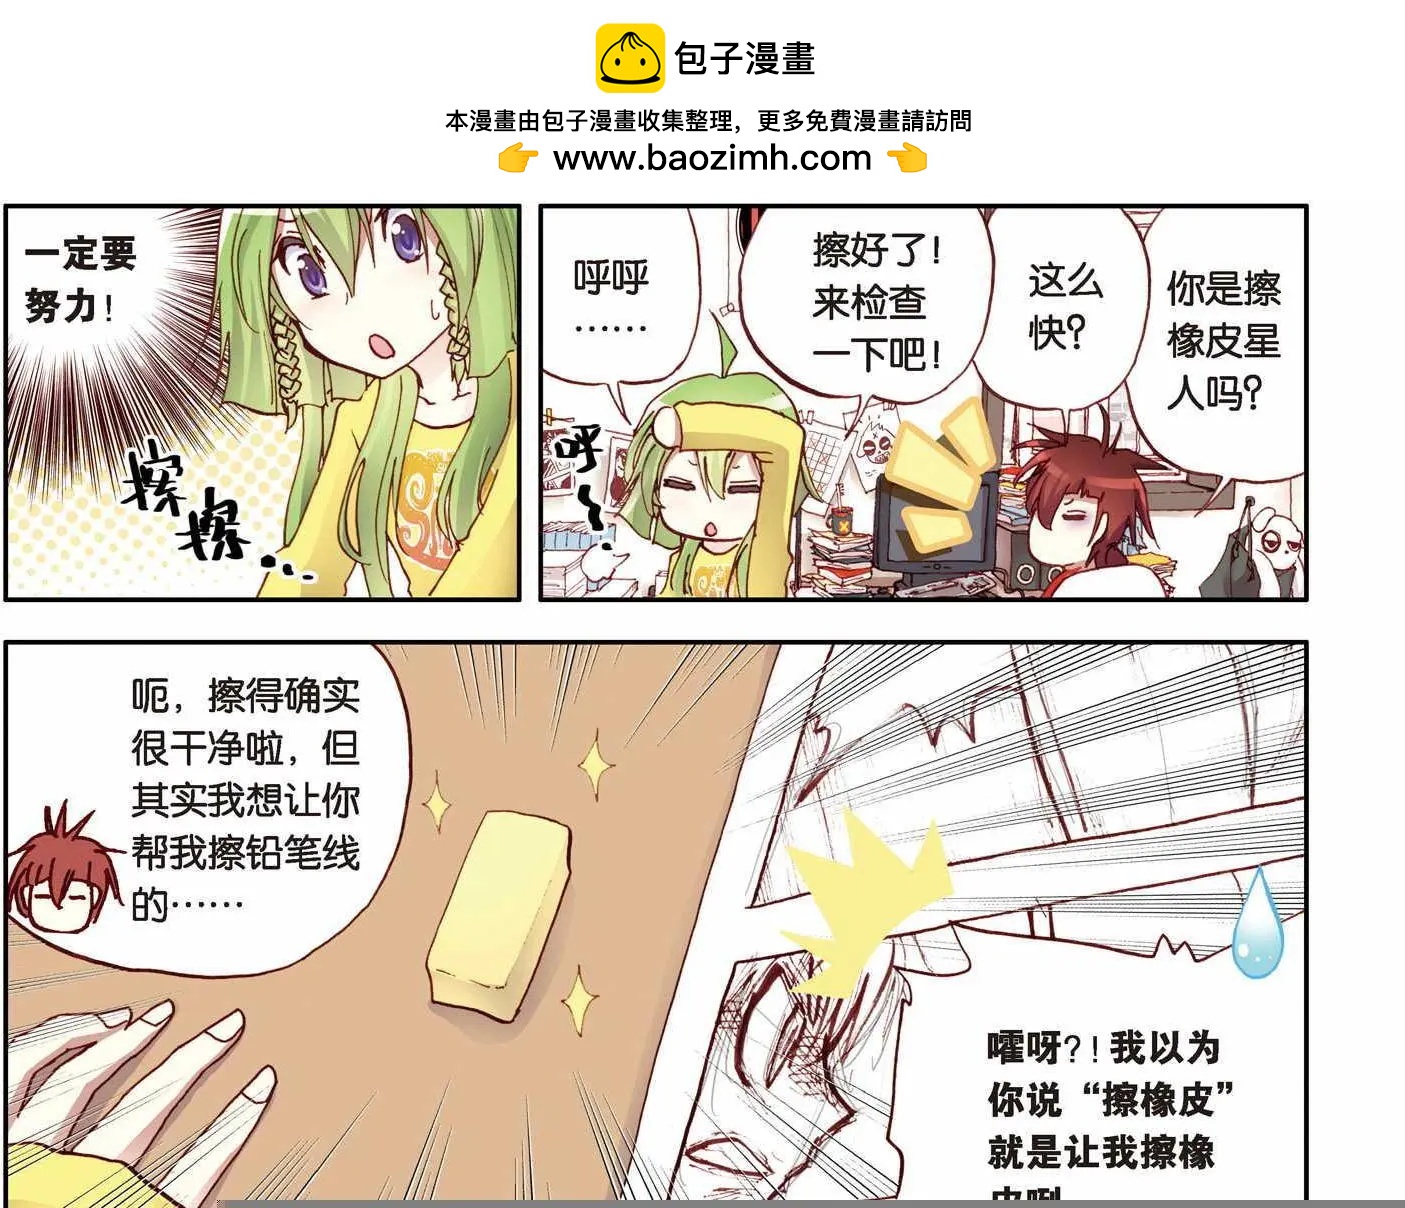 包子漫畫
本漫畫由包子漫畫收集整理，更多免費漫畫請訪問
www.baozimh.com
一定要
努力！
擦
擦…
呼呼
……
呼～
擦好了！
来检查
一下吧！
这么
快？
你是擦
橡皮星
人吗？
呃，擦得确实
很干净啦，但
其实我想让你
帮我擦铅笔线
的……
嚯呀？！我以为
你说“擦橡皮”
就是让我擦橡
皮咧